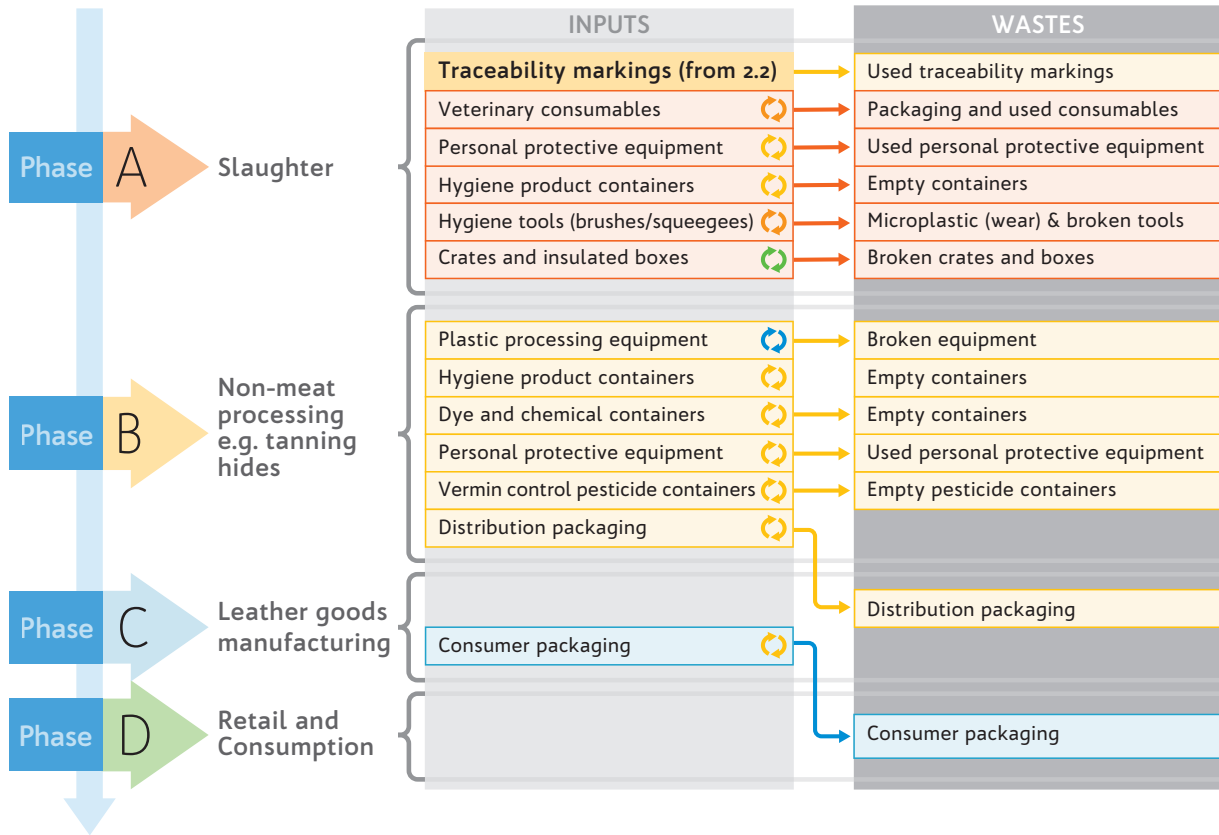 INPUTS
WASTES
Phase
A
Slaughter
Traceability markings (from 2.2)
Used traceability markings
Veterinary consumables
Packaging and used consumables
Personal protective equipment
Used personal protective equipment
Hygiene product containers
Empty containers
Hygiene tools (brushes/squeegees)
Microplastic (wear) & broken tools
Crates and insulated boxes
Broken crates and boxes
Phase
B
Non-meat
processing
e.g. tanning
hides
Plastic processing equipment
Broken equipment
Hygiene product containers
Empty containers
Dye and chemical containers
Empty containers
Personal protective equipment
Used personal protective equipment
Vermin control pesticide containers
Empty pesticide containers
Distribution packaging
Phase
C
Leather goods
manufacturing
Distribution packaging
Consumer packaging
Phase
D
Retail and
Consumption
Consumer packaging